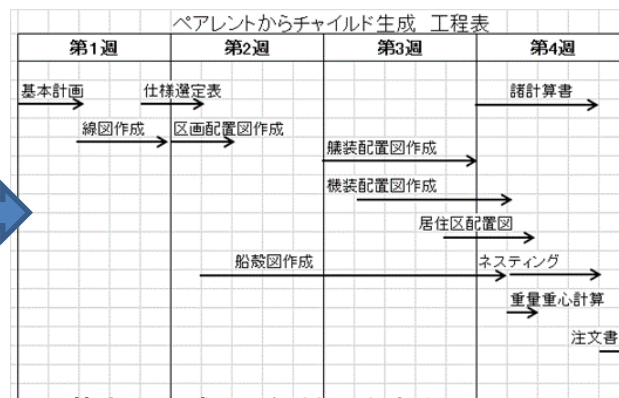 ペアレントからチャイルド生成 工程表
第1週 第2週 第3週 第4週
基本計画 仕様選定表 諸計算書
線図作成 区画配置図作成
艤装配置図作成
機装配置図作成
居住区配置図
船殻図作成 ネスティング
重量重心計算
注文書